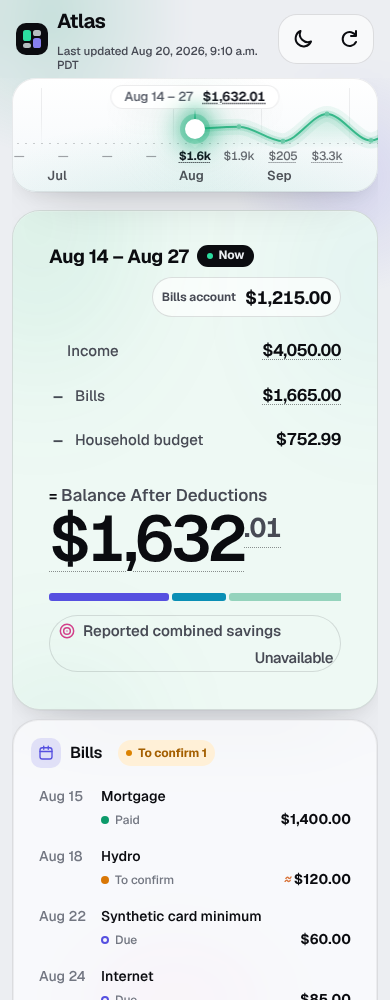 Atlas
Last updated Aug 20, 2026, 9:10 a.m.
PDT
Aug 14 – 27 $1,632.01
— — — — $1.6k $1.9k $205 $3.3k
Jul Aug Sep
Aug 14 – Aug 27 Now
Bills account $1,215.00
Income $4,050.00
– Bills $1,665.00
– Household budget $752.99
= Balance After Deductions
$1,632.01
Reported combined savings
Unavailable
Bills To confirm 1
Aug 15 Mortgage
Paid $1,400.00
Aug 18 Hydro
To confirm ≈$120.00
Aug 22 Synthetic card minimum
Due $60.00
Aug 24 Internet
Due $85.00